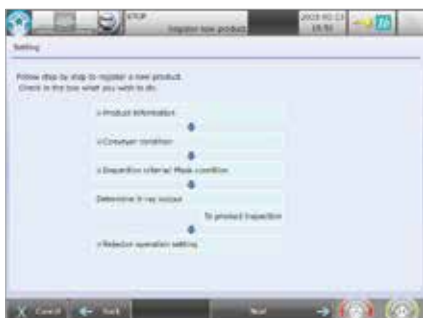 STOP
Register new product
Setting
Follow step by step to register a new product.
Check in the box what you wish to do.
Product information
Conveyor condition
Inspection criteria/ Mask condition
Determine X-ray output
To product inspection
Rejector operation setting
Cancel
Back
Next